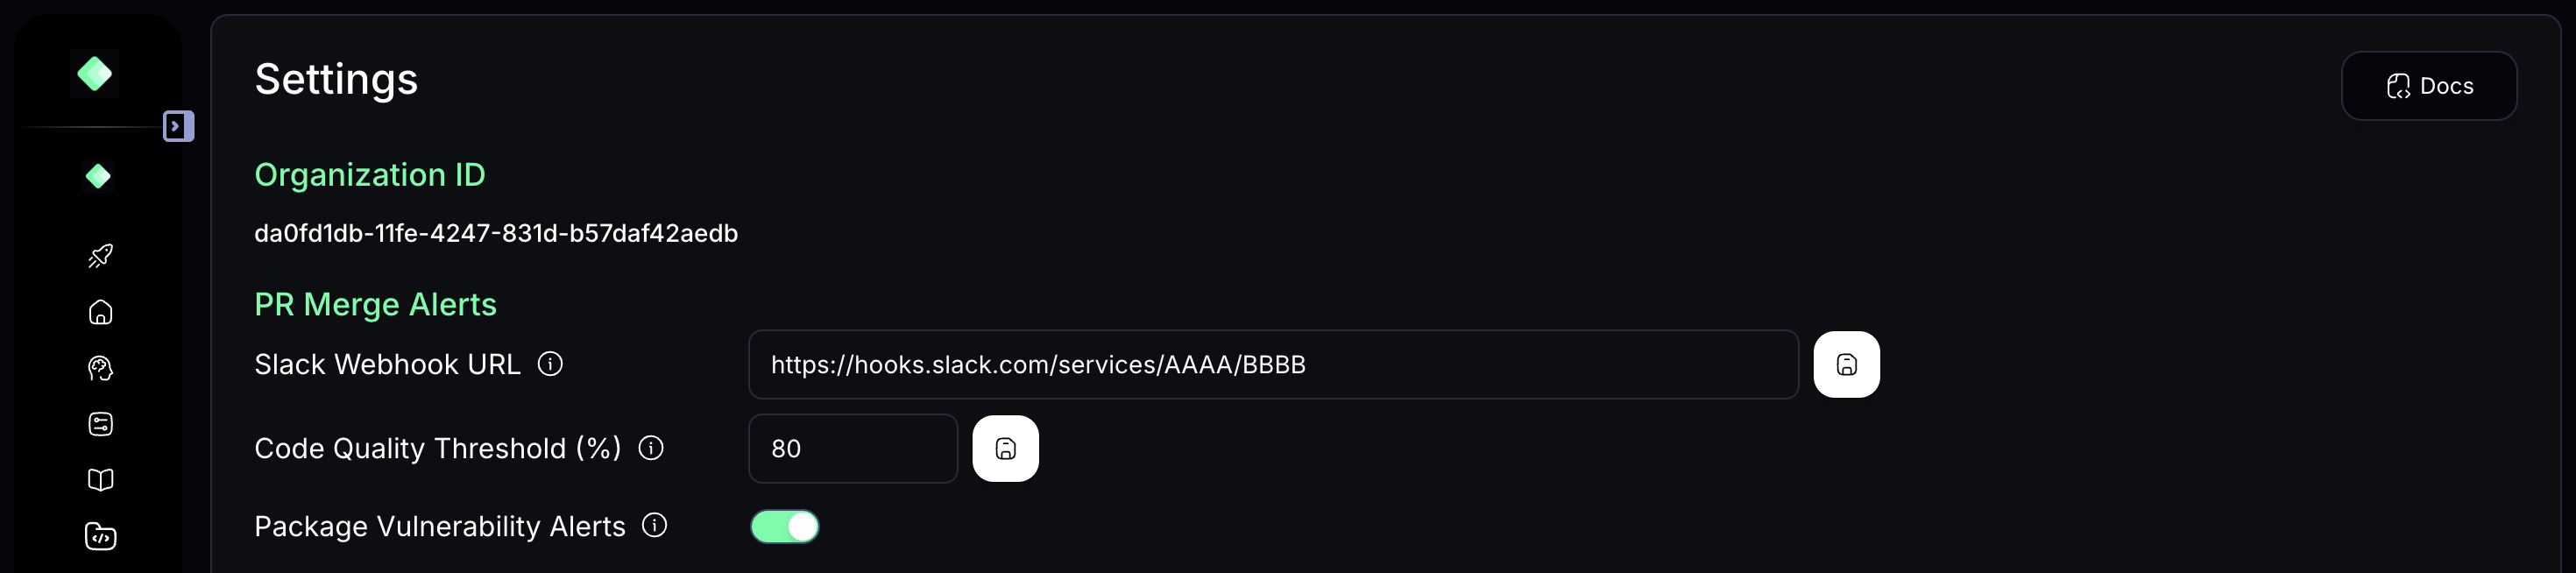 Settings
Docs
Organization ID
da0fd1db-11fe-4247-831d-b57daf42aedb
PR Merge Alerts
Slack Webhook URL
https://hooks.slack.com/services/AAAA/BBBB
Code Quality Threshold (%)
80
Package Vulnerability Alerts